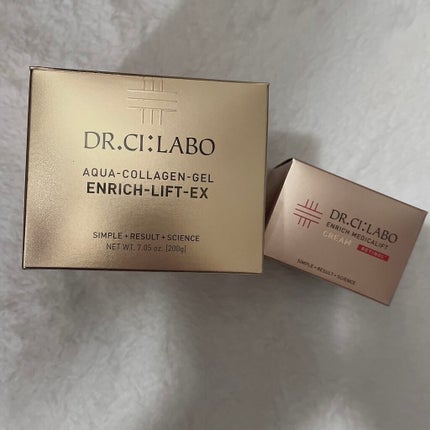 DR.CI:LABO
AQUA-COLLAGEN-GEL
ENRICH-LIFT-EX
SIMPLE + RESULT + SCIENCE
NET WT. 7.05 oz. [200g]
DR.CI:LABO
ENRICH MEDICALIFT
CREAM RETINOL
SIMPLE + RESULT + SCIENCE